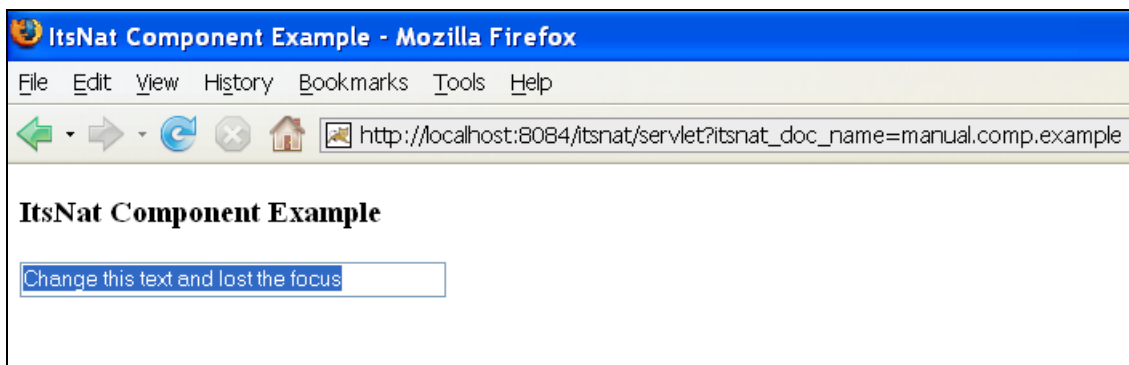 ItsNat Component Example - Mozilla Firefox
File Edit View History Bookmarks Tools Help
http://localhost:8084/itsnat/servlet?itsnat_doc_name=manual.comp.example
ItsNat Component Example
Change this text and lost the focus